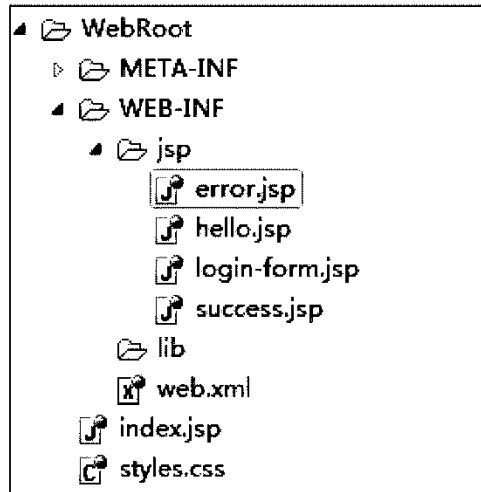 WebRoot
META-INF
WEB-INF
jsp
error.jsp
hello.jsp
login-form.jsp
success.jsp
lib
web.xml
index.jsp
styles.css